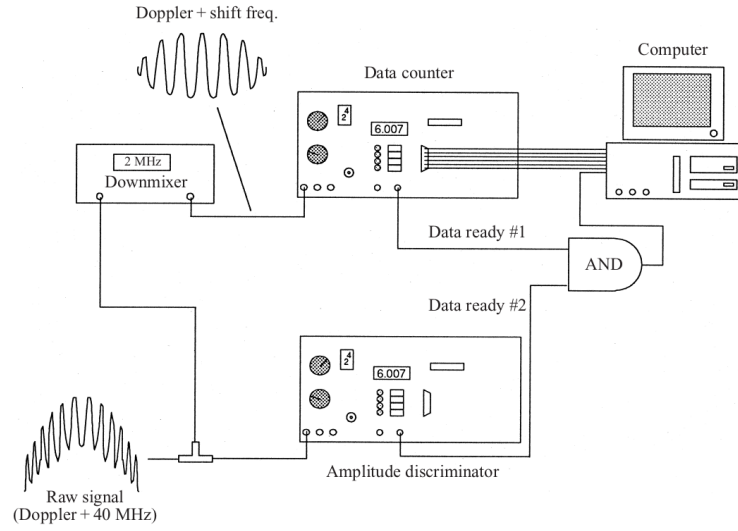 Doppler + shift freq.
Computer
Data counter
4
2
6.007
2 MHz
Downmixer
Data ready #1
AND
Data ready #2
4
2
6.007
Amplitude discriminator
Raw signal
(Doppler + 40 MHz)